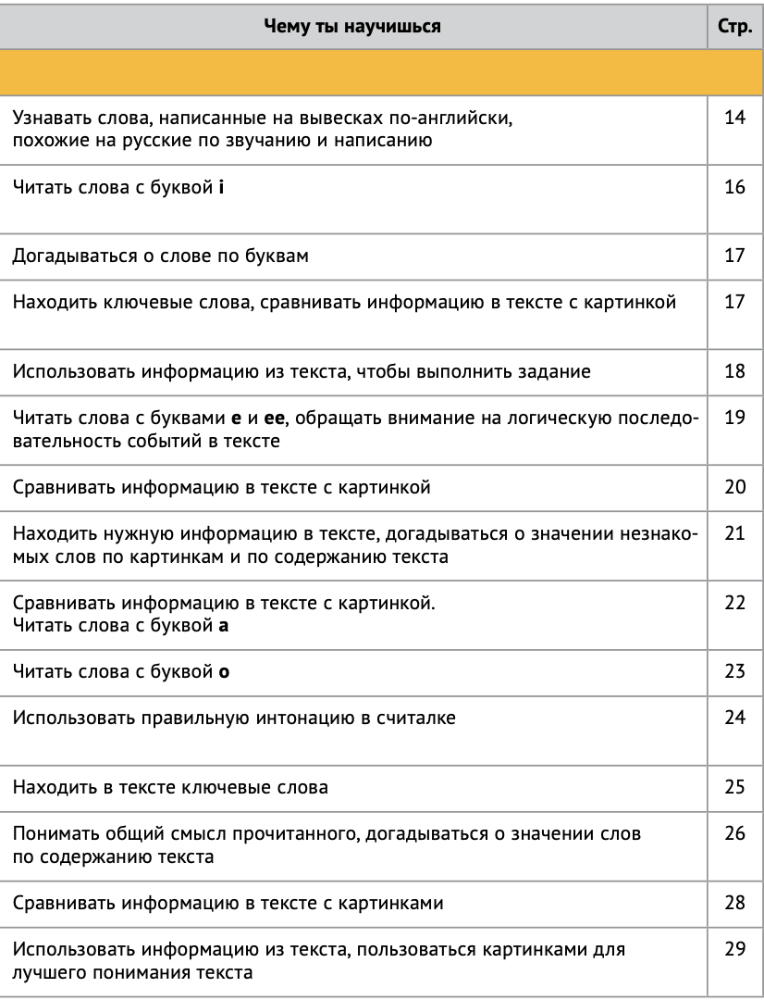 Чему ты научишься Стр.
Узнавать слова, написанные на вывесках по-английски, 14
похожие на русские по звучанию и написанию
Читать слова с буквой i 16
Догадываться о слове по буквам 17
Находить ключевые слова, сравнивать информацию в тексте с картинкой 17
Использовать информацию из текста, чтобы выполнить задание 18
Читать слова с буквами e и ee, обращать внимание на логическую последо- 19
вательность событий в тексте
Сравнивать информацию в тексте с картинкой 20
Находить нужную информацию в тексте, догадываться о значении незнако- 21
мых слов по картинкам и по содержанию текста
Сравнивать информацию в тексте с картинкой. 22
Читать слова с буквой a
Читать слова с буквой o 23
Использовать правильную интонацию в считалке 24
Находить в тексте ключевые слова 25
Понимать общий смысл прочитанного, догадываться о значении слов 26
по содержанию текста
Сравнивать информацию в тексте с картинками 28
Использовать информацию из текста, пользоваться картинками для 29
лучшего понимания текста